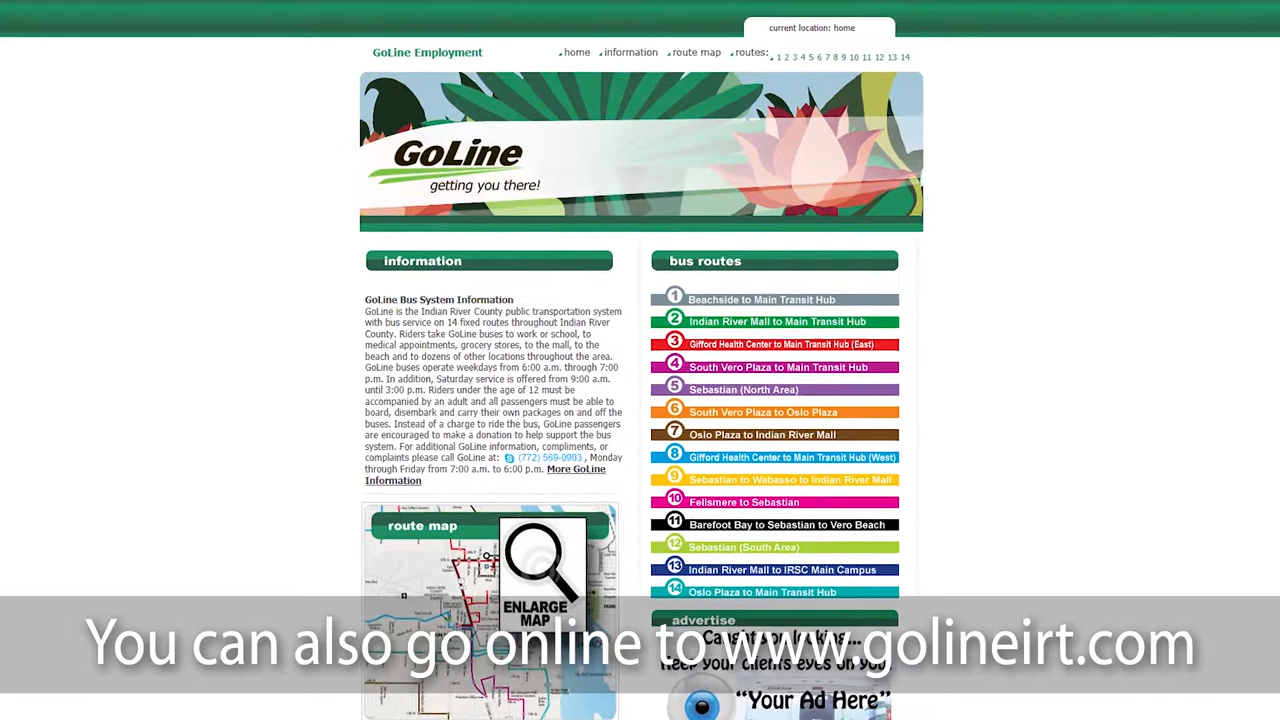 current location: home
GoLine Employment
home information route map routes: 1 2 3 4 5 6 7 8 9 10 11 12 13 14
GoLine
getting you there!
information
GoLine Bus System Information
GoLine is the Indian River County public transportation system
with bus service on 14 fixed routes throughout Indian River
County. Riders take GoLine buses to work or school, to
medical appointments, grocery stores, to the mall, to the
beach and to dozens of other locations throughout the area.
GoLine buses operate weekdays from 6:00 a.m. through 7:00
p.m. In addition, Saturday service is offered from 9:00 a.m.
until 3:00 p.m. Riders under the age of 12 must be
accompanied by an adult and all passengers must be able to
board, disembark and carry their own packages on and off the
buses. Instead of a charge to ride the bus, GoLine passengers
are encouraged to make a donation to help support the bus
system. For additional GoLine information, compliments, or
complaints please call GoLine at: (772) 569-0903 , Monday
through Friday from 7:00 a.m. to 6:00 p.m. More GoLine
Information
route map
ENLARGE
MAP
bus routes
1 Beachside to Main Transit Hub
2 Indian River Mall to Main Transit Hub
3 Gifford Health Center to Main Transit Hub (East)
4 South Vero Plaza to Main Transit Hub
5 Sebastian (North Area)
6 South Vero Plaza to Oslo Plaza
7 Oslo Plaza to Indian River Mall
8 Gifford Health Center to Main Transit Hub (West)
9 Sebastian to Wabasso to Indian River Mall
10 Fellsmere to Sebastian
11 Barefoot Bay to Sebastian to Vero Beach
12 Sebastian (South Area)
13 Indian River Mall to IRSC Main Campus
14 Oslo Plaza to Main Transit Hub
advertise
looking...
keep your clients eyes on you
"Your Ad Here"
You can also go online to www.golineirt.com